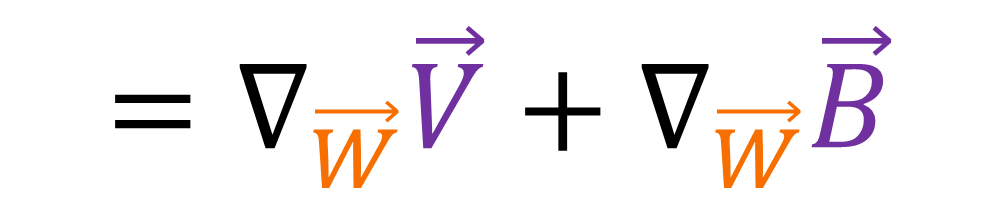 = ∇_{\vec{W}} \vec{V} + ∇_{\vec{W}} \vec{B}